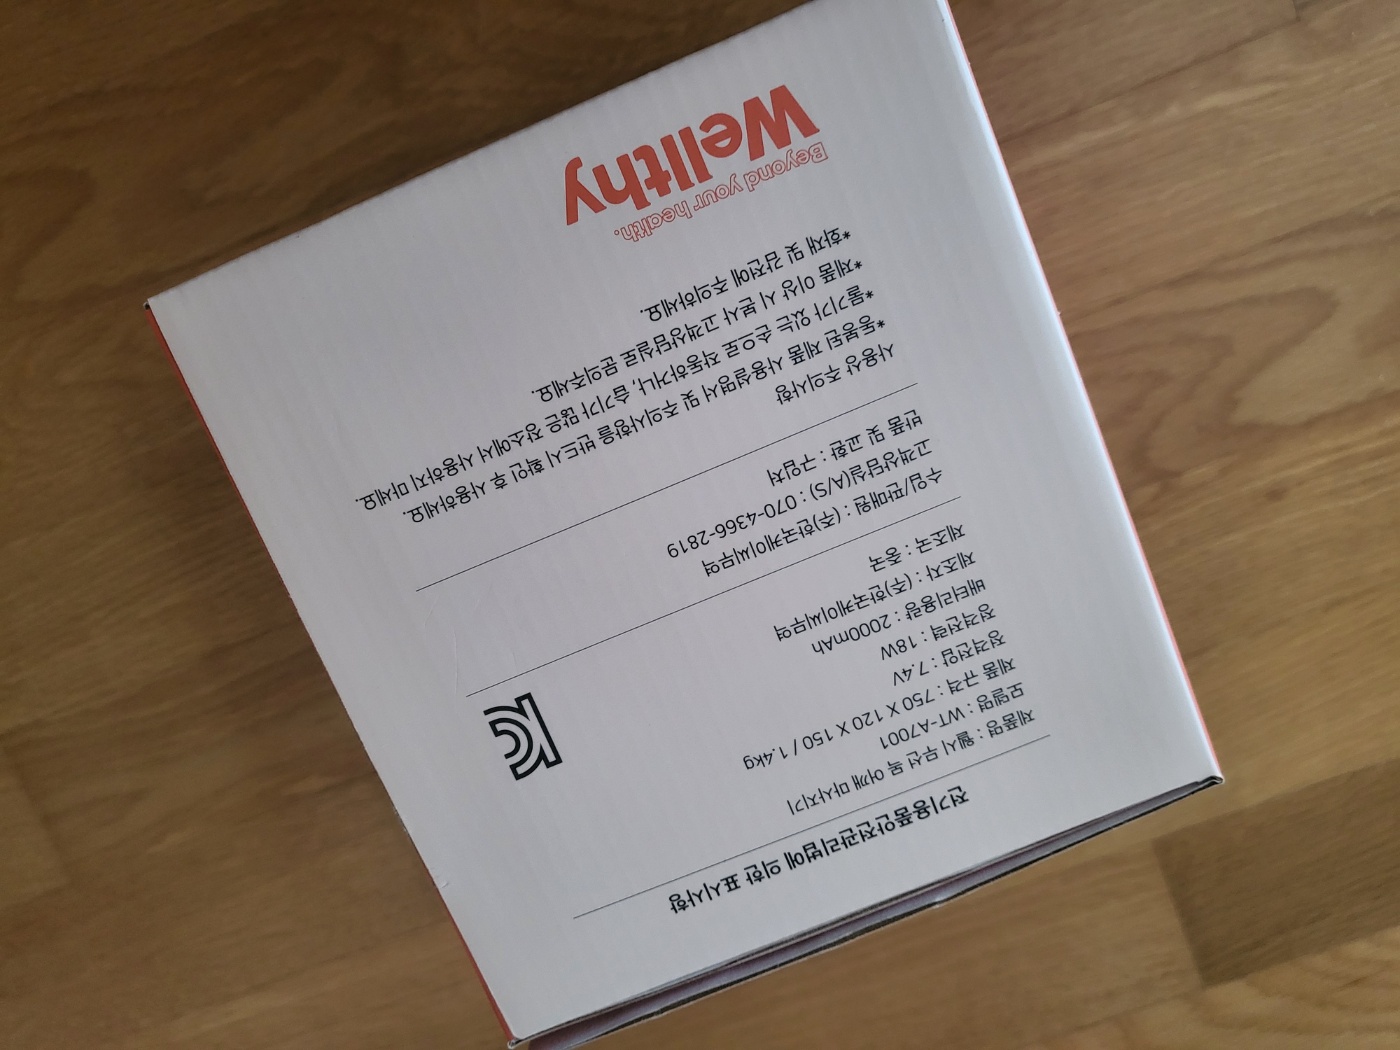 전기용품안전관리법에 의한 표시사항
제품명 : 웰시 무선 목 어깨 마사지기
모델명 : WT-A7001
제품 규격 : 750 X 120 X 150 / 1.4kg
정격전압 : 7.4V
정격전력 : 18W
배터리용량 : 2000mAh
제조자 : (주)한국케이씨무역
제조국 : 중국
수입/판매원 : (주)한국케이씨무역
고객상담실(A/S) : 070-4366-2819
반품 및 교환 : 구입처
사용상 주의사항
*동봉된 제품 사용설명서 및 주의사항을 반드시 확인 후 사용하세요.
*물기가 있는 손으로 작동하거나, 습기가 많은 장소에서 사용하지 마세요.
*제품 이상 시 본사 고객상담실로 문의주세요.
*화재 및 감전에 주의하세요.
Beyond your health.
Wellthy